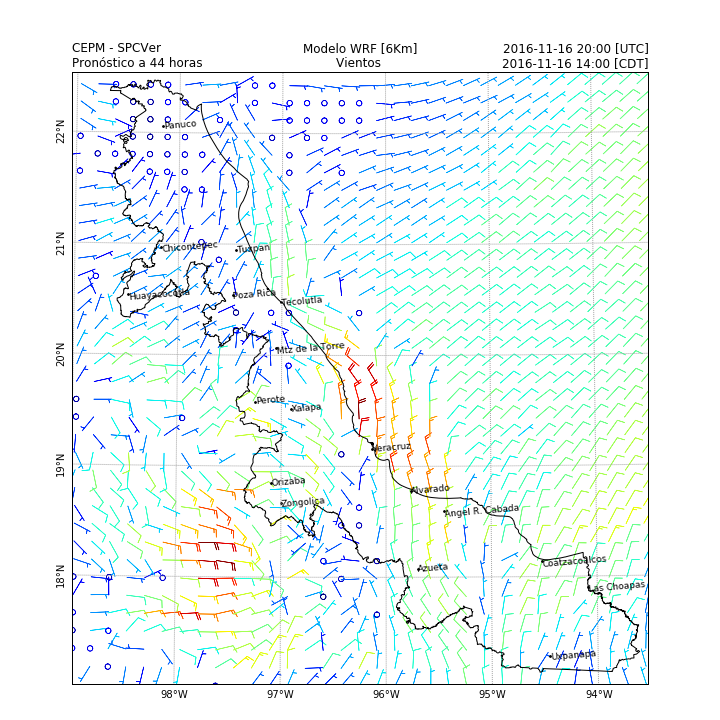 CEPM - SPCVer
Modelo WRF [6Km]
2016-11-16 20:00 [UTC]
Pronóstico a 44 horas
Vientos
2016-11-16 14:00 [CDT]
22°N
Panuco
21°N
Chicontepec
Tuxpan
Huayacocotla
Poza Rica
Tecolutla
20°N
Mtz de la Torre
Perote
Xalapa
Veracruz
19°N
Orizaba
Alvarado
Zongolica
Angel R. Cabada
18°N
Azueta
Coatzacoalcos
Las Choapas
Uxpanapa
98°W
97°W
96°W
95°W
94°W